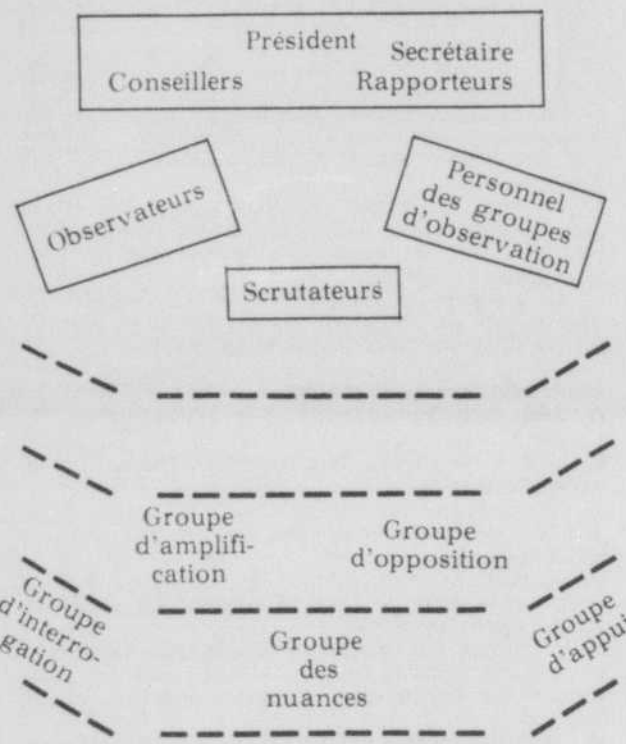 Président
Secrétaire
Conseillers
Rapporteurs
Observateurs
Personnel
des groupes
d'observation
Scrutateurs
Groupe
d'amplifi-
cation
Groupe
d'opposition
Groupe
d'interro-
gation
Groupe
des
nuances
Groupe
d'appui